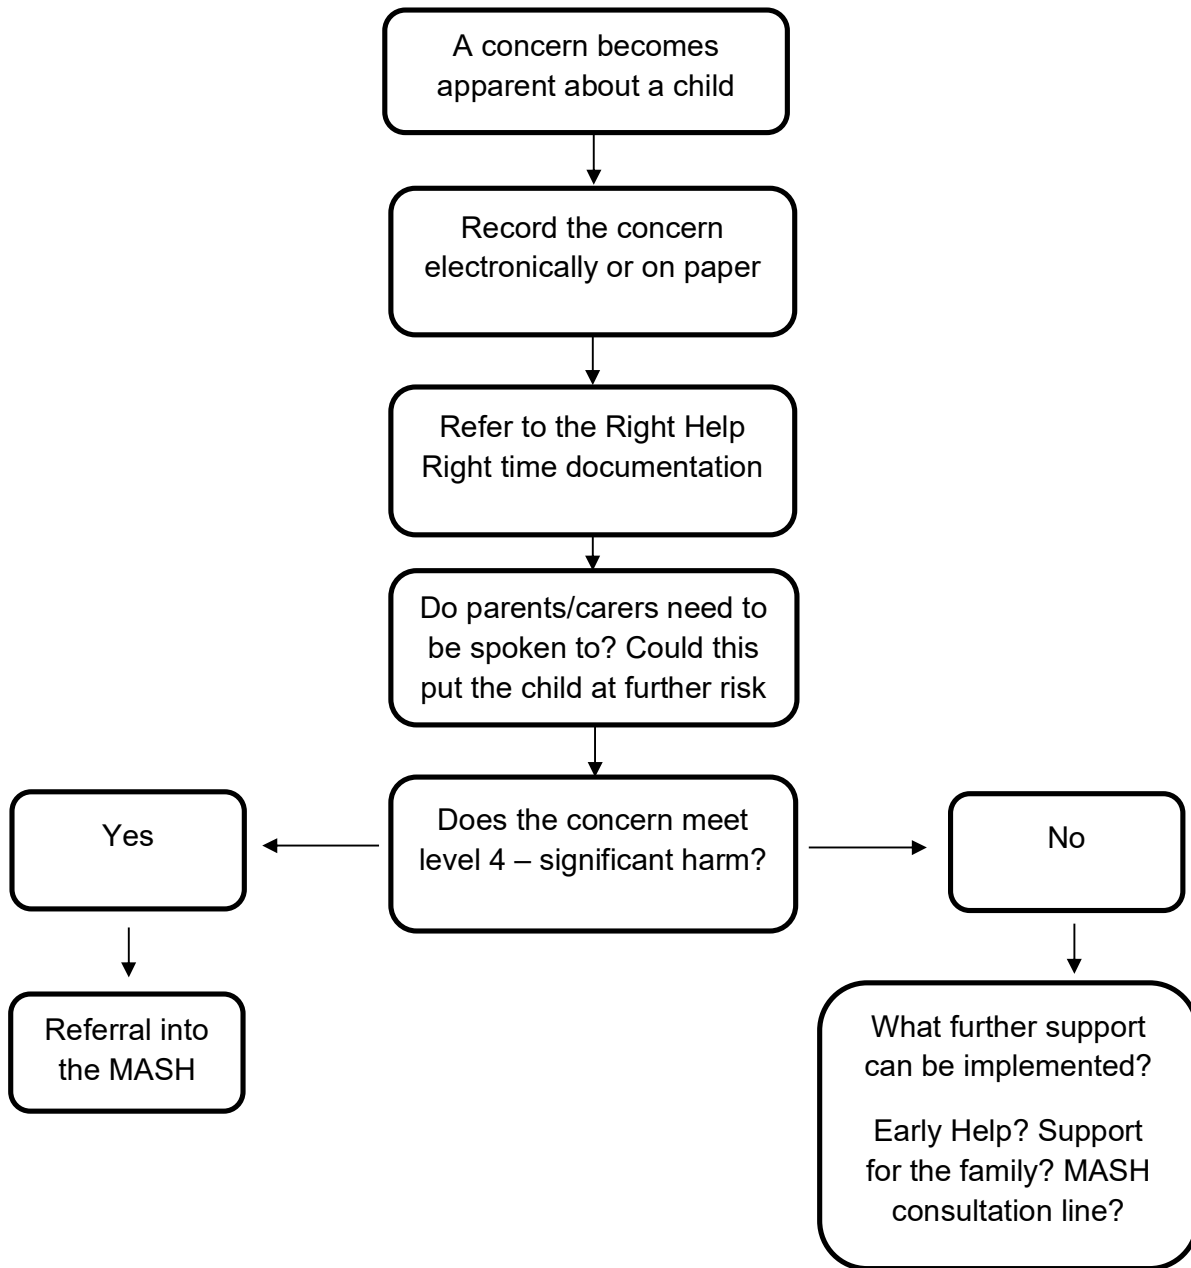 A concern becomes
apparent about a child
Record the concern
electronically or on paper
Refer to the Right Help
Right time documentation
Do parents/carers need to
be spoken to? Could this
put the child at further risk
Does the concern meet
level 4 – significant harm?
Yes
No
Referral into
the MASH
What further support
can be implemented?
Early Help? Support
for the family? MASH
consultation line?